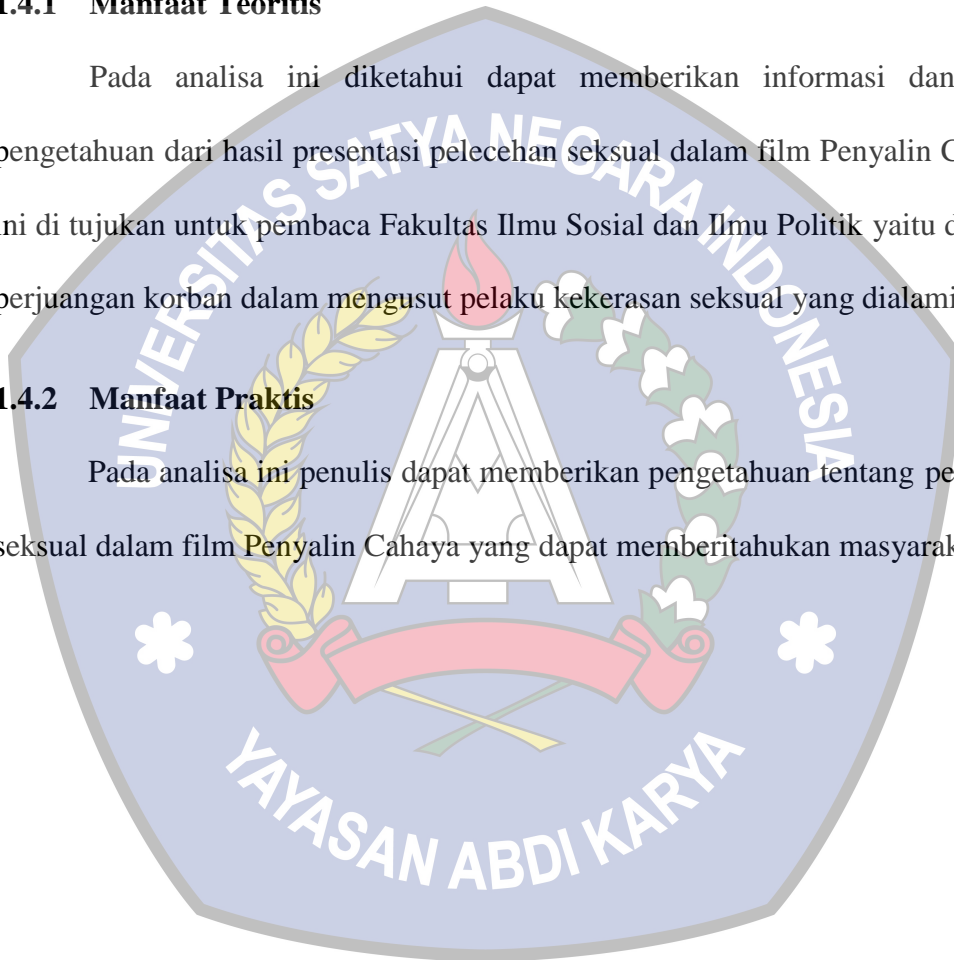 1.4.1 Manfaat Teoritis
Pada analisa ini diketahui dapat memberikan informasi dan
pengetahuan dari hasil presentasi pelecehan seksual dalam film Penyalin
ini di tujukan untuk pembaca Fakultas Ilmu Sosial dan Ilmu Politik yaitu
perjuangan korban dalam mengusut pelaku kekerasan seksual yang dialami
1.4.2 Manfaat Praktis
Pada analisa ini penulis dapat memberikan pengetahuan tentang
seksual dalam film Penyalin Cahaya yang dapat memberitahukan
UNIVERSITAS SATYA NEGARA INDONESIA
YAYASAN ABDI KARYA